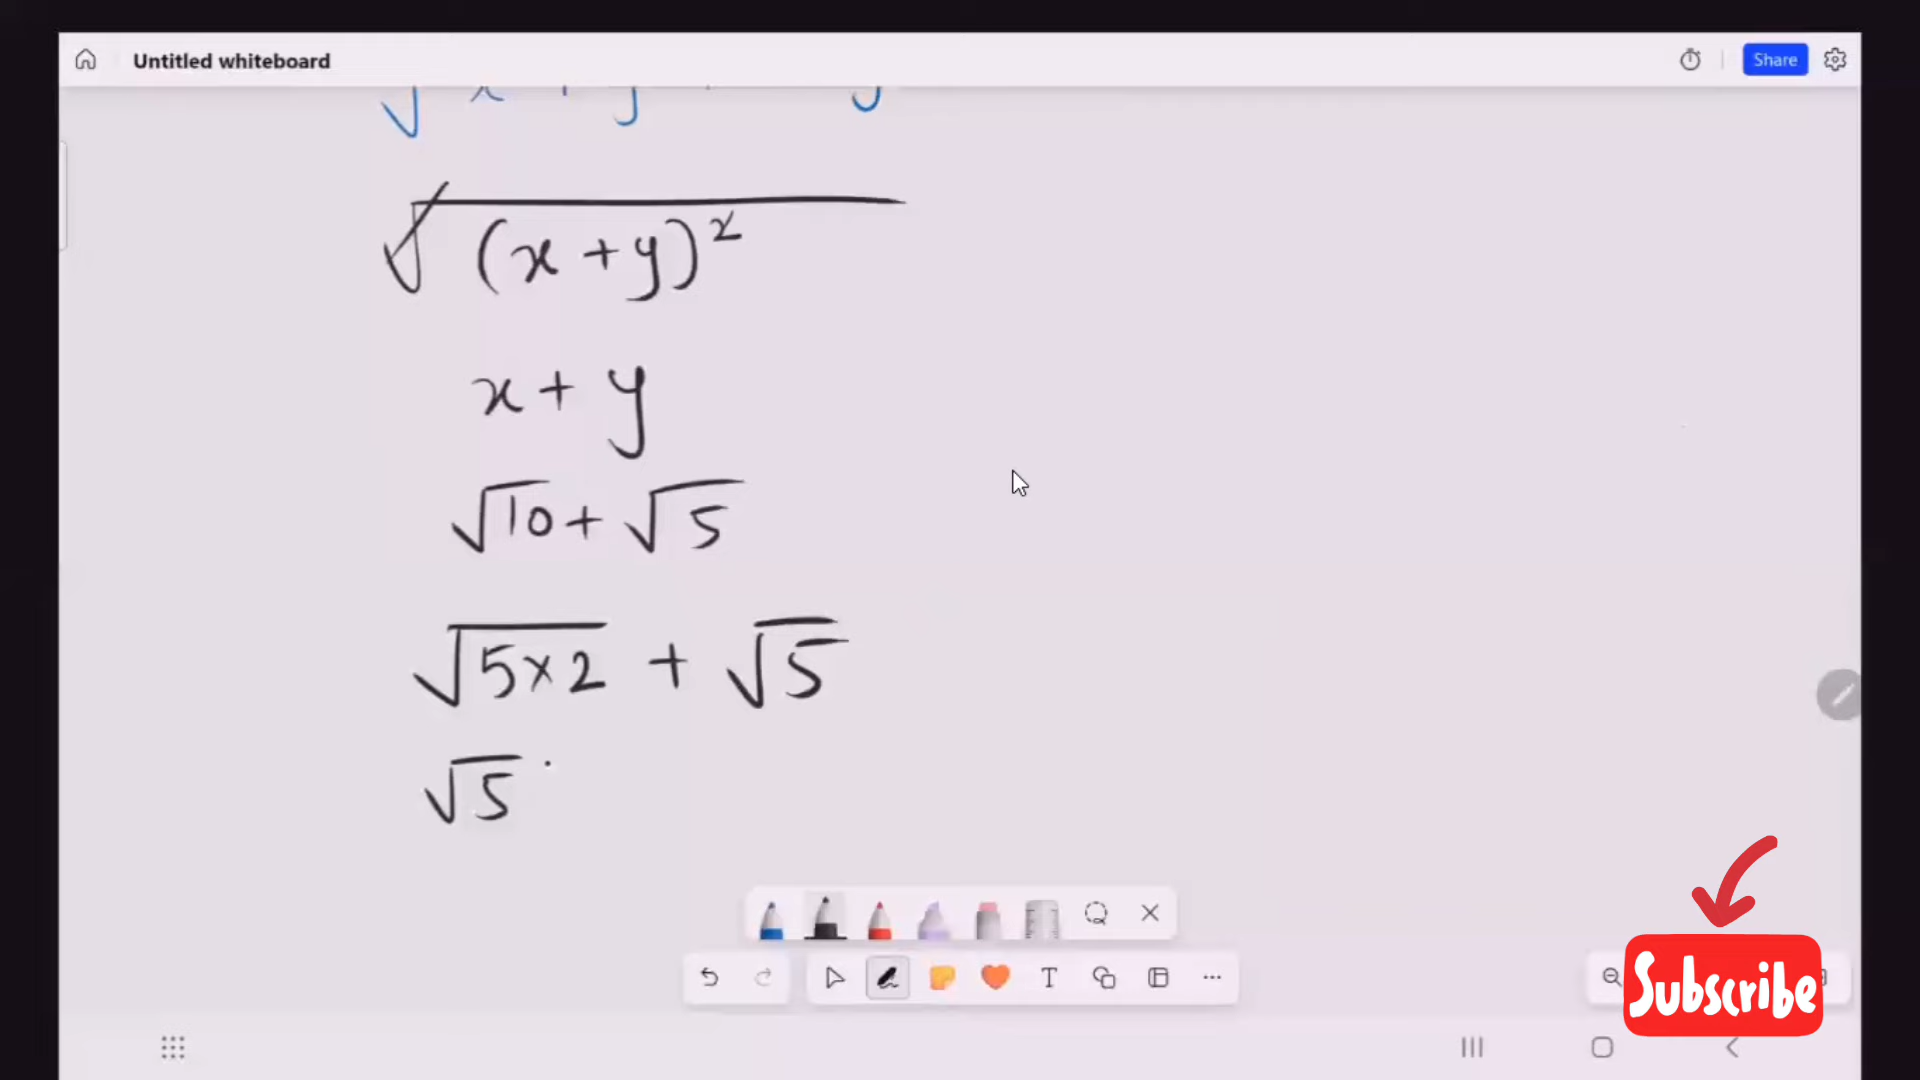 Untitled whiteboard
Share
√(x+y)²
x + y
√10 + √5
√5×2 + √5
√5
T
Subscribe